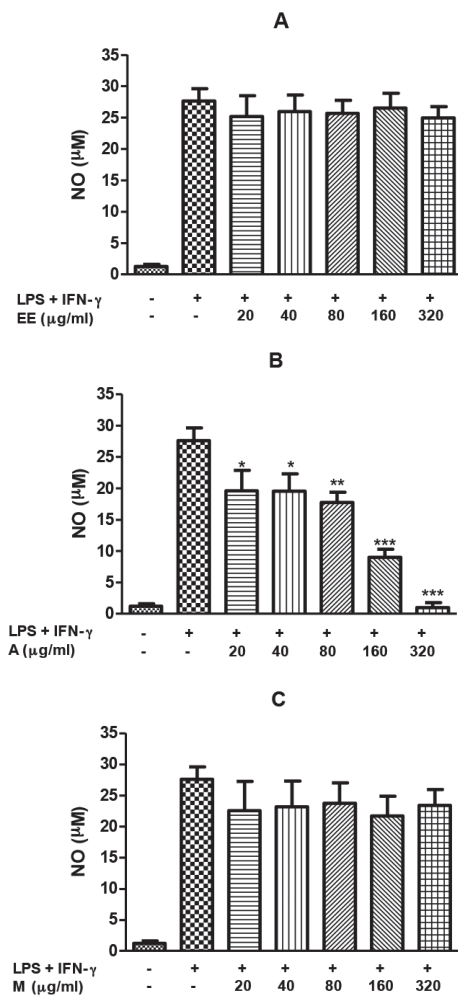 A
35
30
25
20
15
10
5
0
NO (µM)
LPS + IFN-γ - + + + + + +
EE (µg/ml) - - 20 40 80 160 320
B
35
30
25
20
15
10
5
0
NO (µM)
* * ** *** ***
LPS + IFN-γ - + + + + + +
A (µg/ml) - - 20 40 80 160 320
C
35
30
25
20
15
10
5
0
NO (µM)
LPS + IFN-γ - + + + + + +
M (µg/ml) - - 20 40 80 160 320